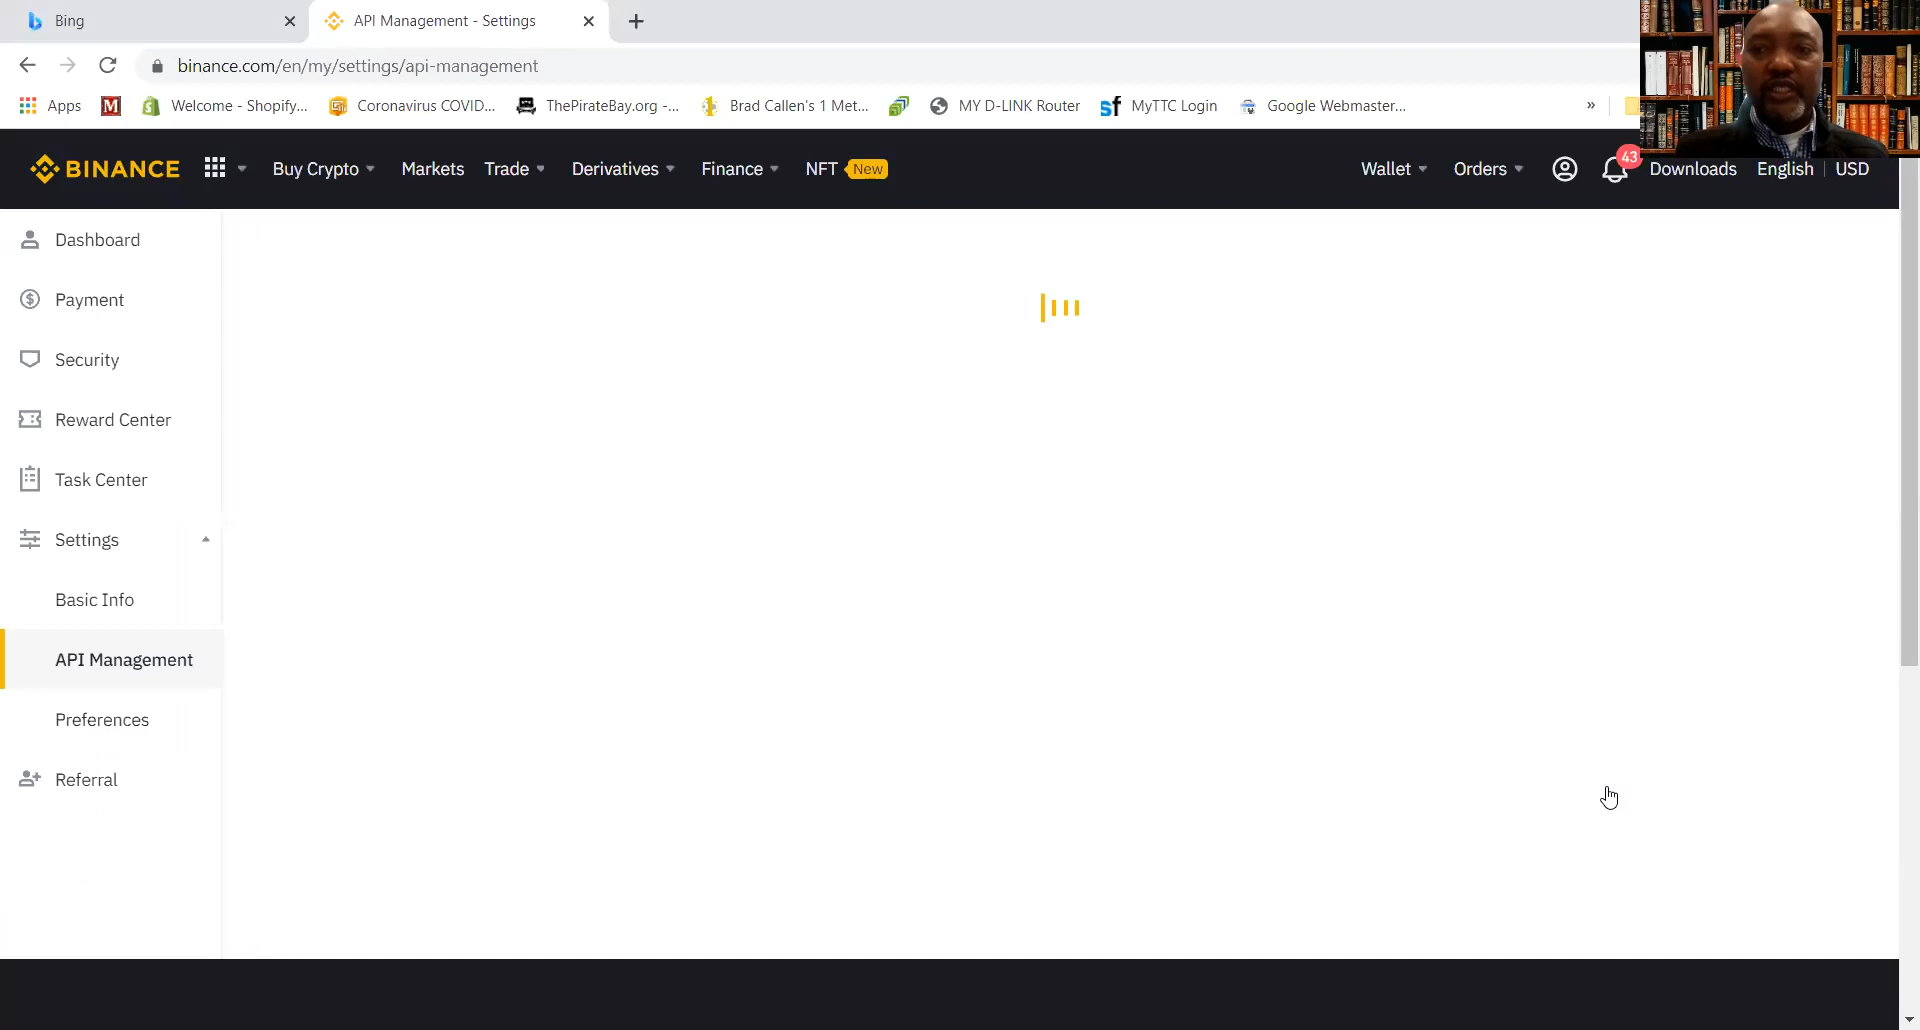 Bing
API Management - Settings
binance.com/en/my/settings/api-management
Apps
M
Welcome - Shopify...
Coronavirus COVID...
ThePirateBay.org -...
Brad Callen's 1 Met...
MY D-LINK Router
sf MyTTC Login
Google Webmaster...
»
BINANCE
Buy Crypto
Markets
Trade
Derivatives
Finance
NFT New
Wallet
Orders
43
Downloads
English
USD
Dashboard
Payment
Security
Reward Center
Task Center
Settings
Basic Info
API Management
Preferences
Referral